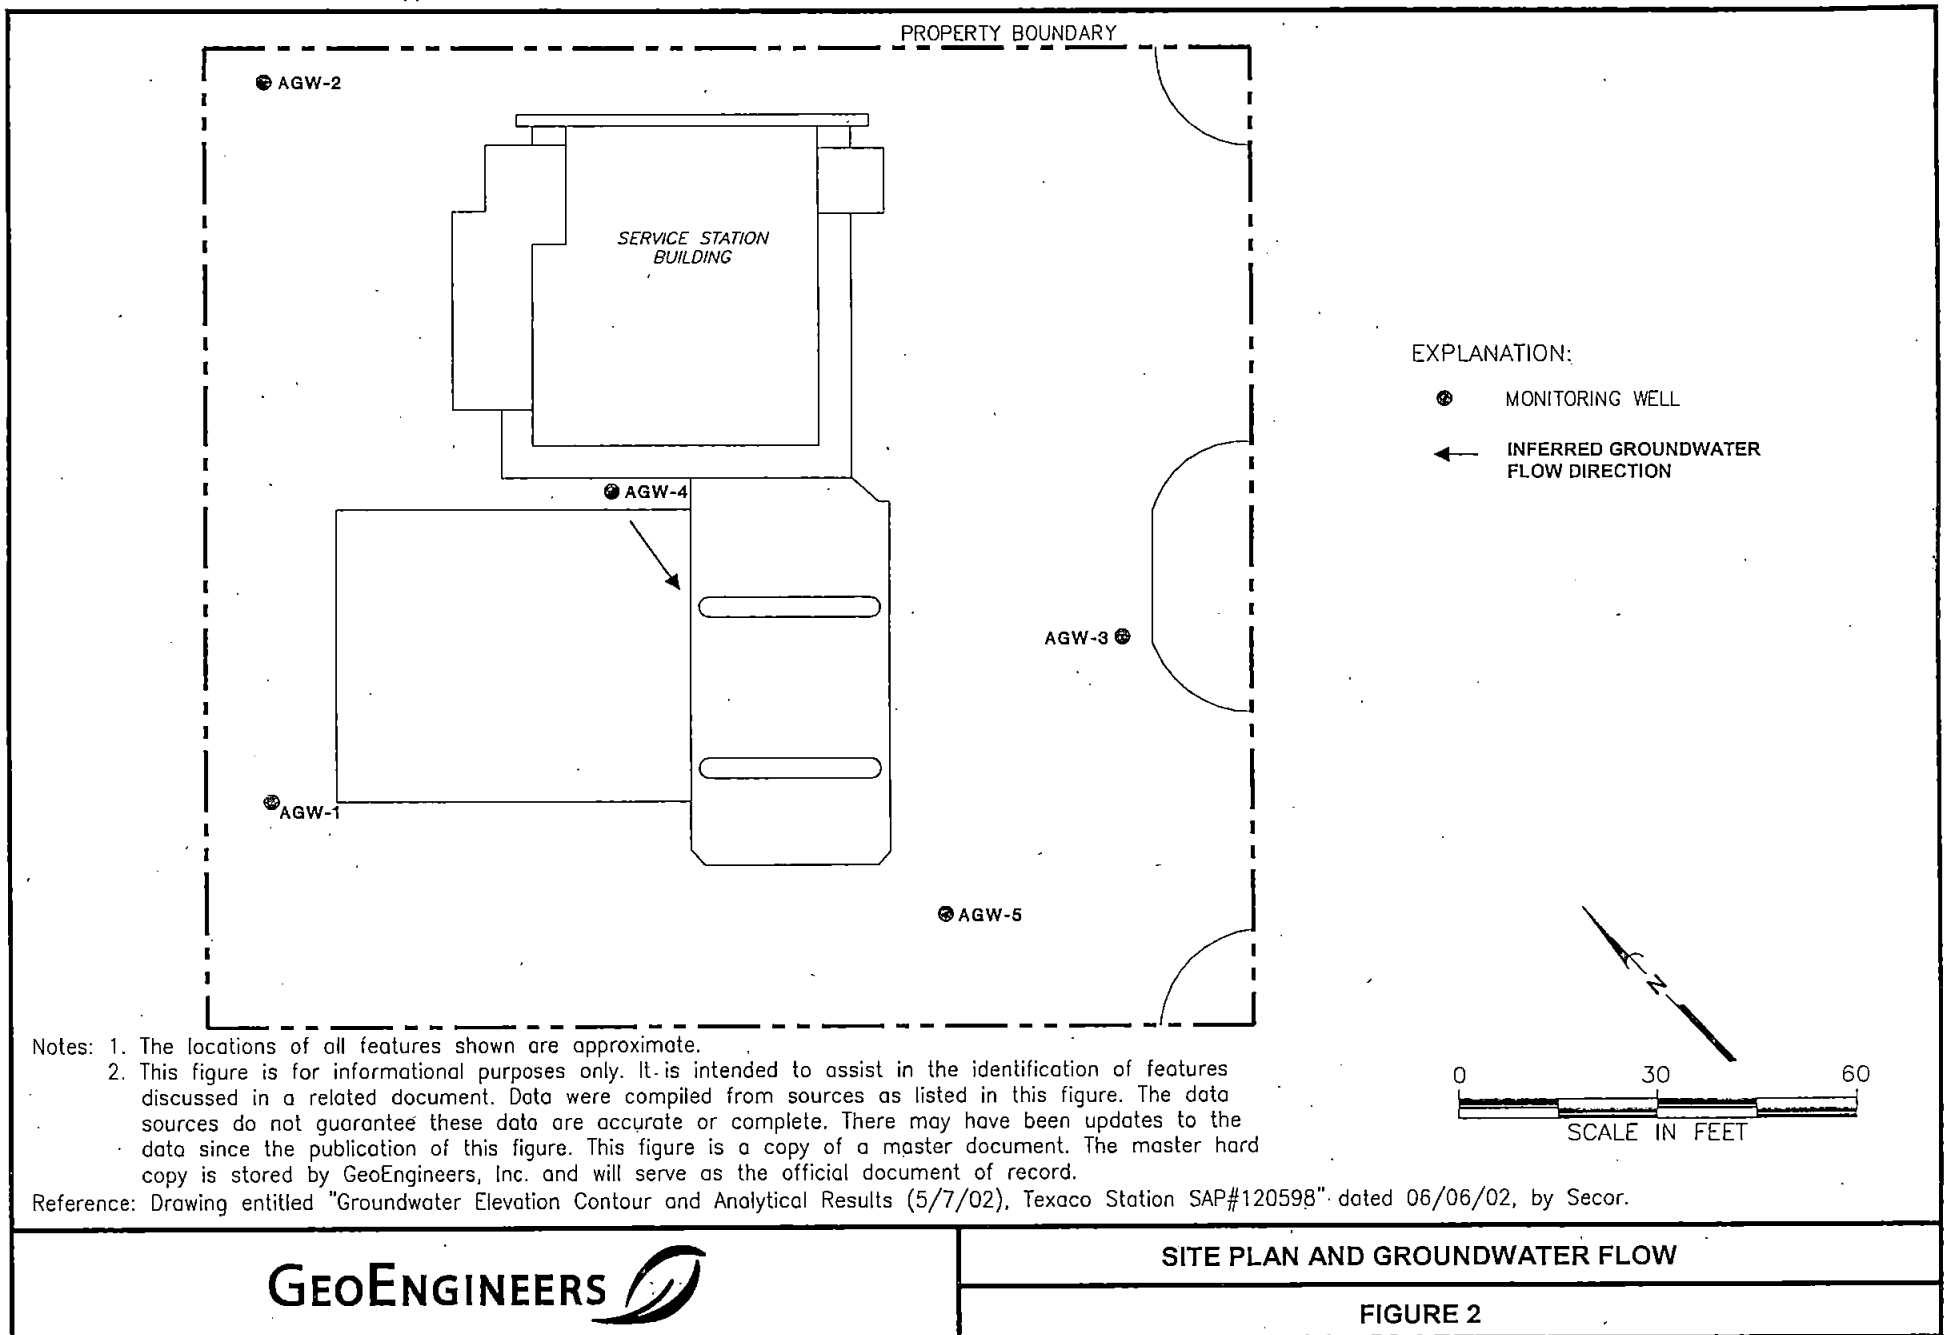 PROPERTY BOUNDARY
AGW-2
SERVICE STATION
BUILDING
EXPLANATION:
MONITORING WELL
INFERRED GROUNDWATER
FLOW DIRECTION
AGW-4
AGW-3
AGW-1
AGW-5
N
Notes: 1. The locations of all features shown are approximate.
2. This figure is for informational purposes only. It is intended to assist in the identification of features
discussed in a related document. Data were compiled from sources as listed in this figure. The data
sources do not guarantee these data are accurate or complete. There may have been updates to the
data since the publication of this figure. This figure is a copy of a master document. The master hard
copy is stored by GeoEngineers, Inc. and will serve as the official document of record.
0 30 60
SCALE IN FEET
Reference: Drawing entitled "Groundwater Elevation Contour and Analytical Results (5/7/02), Texaco Station SAP#120598" dated 06/06/02, by Secor.
GEOENGINEERS
SITE PLAN AND GROUNDWATER FLOW
FIGURE 2